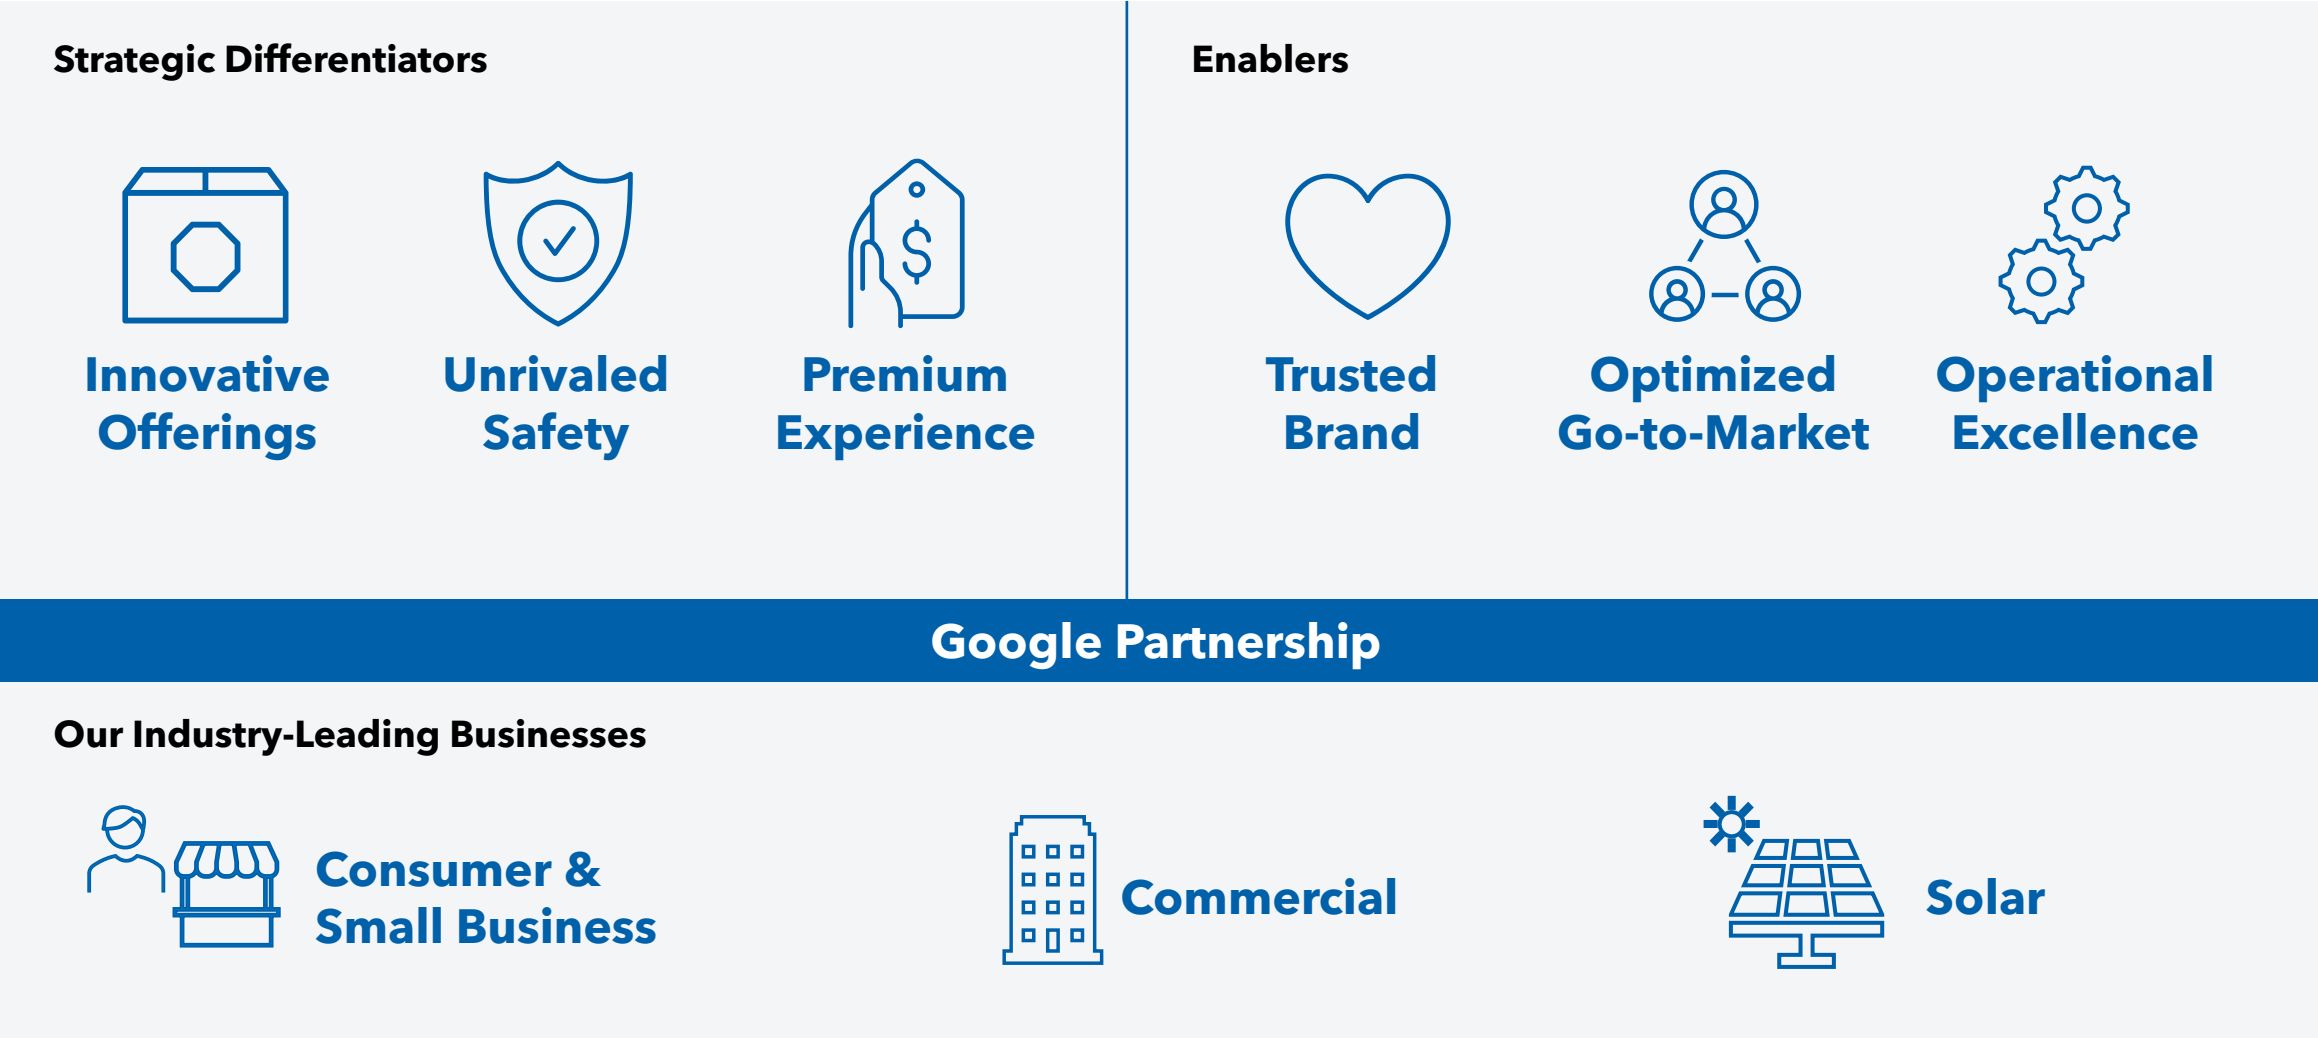 Strategic Differentiators
Innovative
Offerings
Unrivaled
Safety
Premium
Experience
Enablers
Trusted
Brand
Optimized
Go-to-Market
Operational
Excellence
Google Partnership
Our Industry-Leading Businesses
Consumer &
Small Business
Commercial
Solar